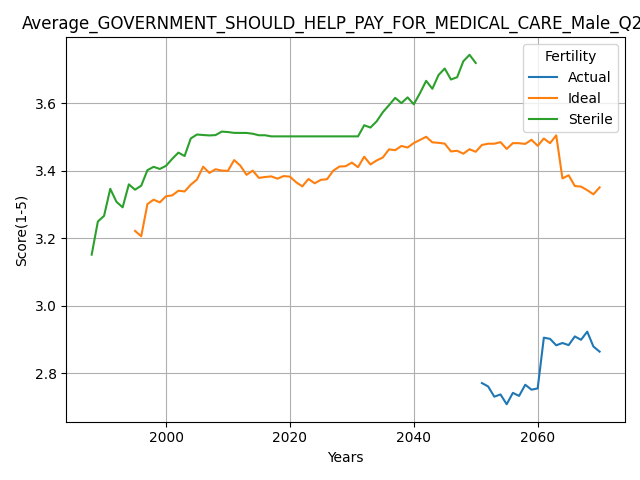 Average_GOVERNMENT_SHOULD_HELP_PAY_FOR_MEDICAL_CARE_Male_Q2
Fertility
Actual
Ideal
Sterile
Score(1-5)
3.6
3.4
3.2
3.0
2.8
2000 2020 2040 2060
Years